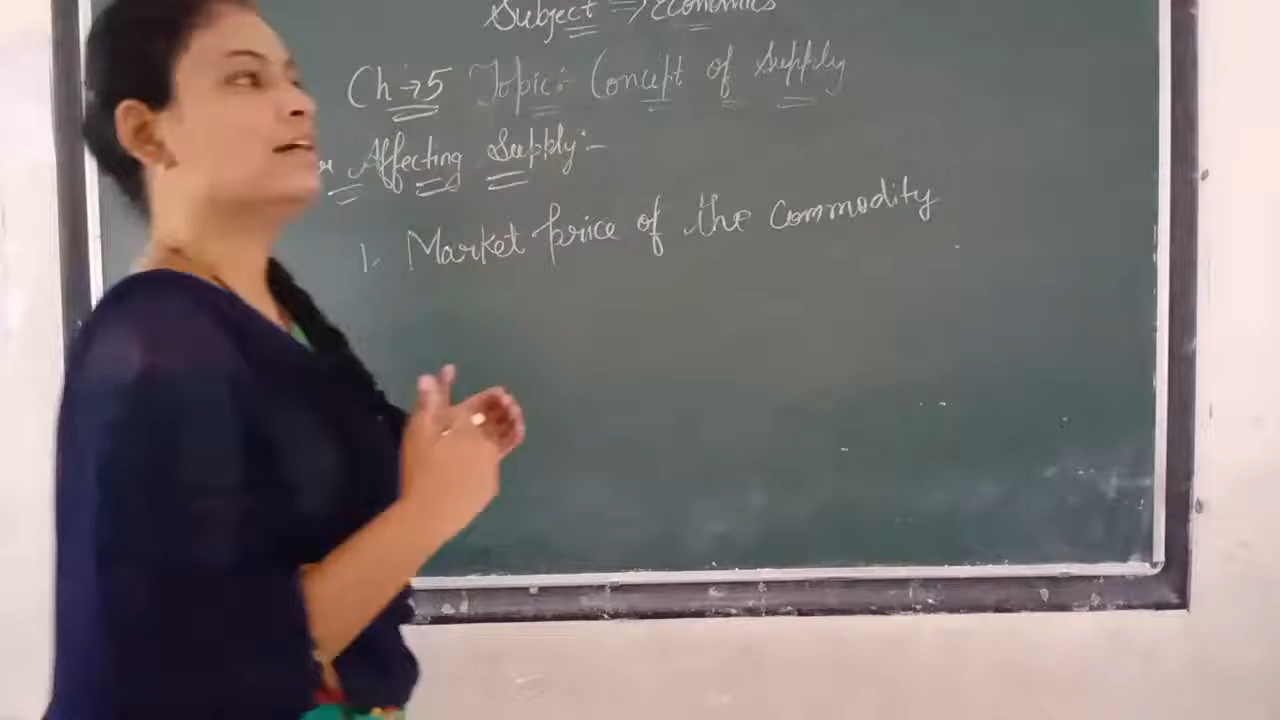 Subject => Economics
Ch->5 Topic:- Concept of Supply
Affecting Supply:-
1. Market price of the Commodity